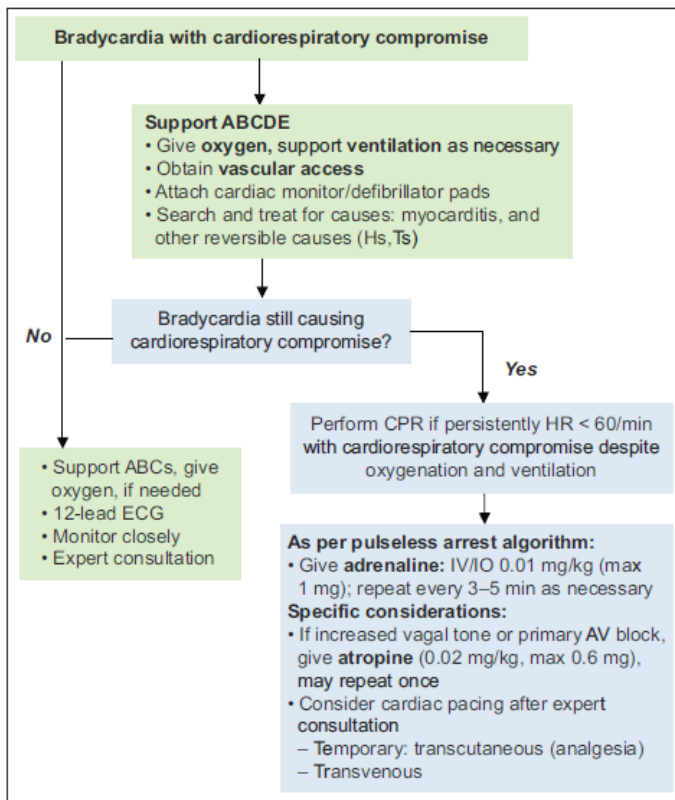 Bradycardia with cardiorespiratory compromise
Support ABCDE
• Give oxygen, support ventilation as necessary
• Obtain vascular access
• Attach cardiac monitor/defibrillator pads
• Search and treat for causes: myocarditis, and
other reversible causes (Hs,Ts)
Bradycardia still causing
cardiorespiratory compromise?
No
Yes
Perform CPR if persistently HR < 60/min
with cardiorespiratory compromise despite
oxygenation and ventilation
• Support ABCs, give
oxygen, if needed
• 12-lead ECG
• Monitor closely
• Expert consultation
As per pulseless arrest algorithm:
• Give adrenaline: IV/IO 0.01 mg/kg (max
1 mg); repeat every 3–5 min as necessary
Specific considerations:
• If increased vagal tone or primary AV block,
give atropine (0.02 mg/kg, max 0.6 mg),
may repeat once
• Consider cardiac pacing after expert
consultation
– Temporary: transcutaneous (analgesia)
– Transvenous